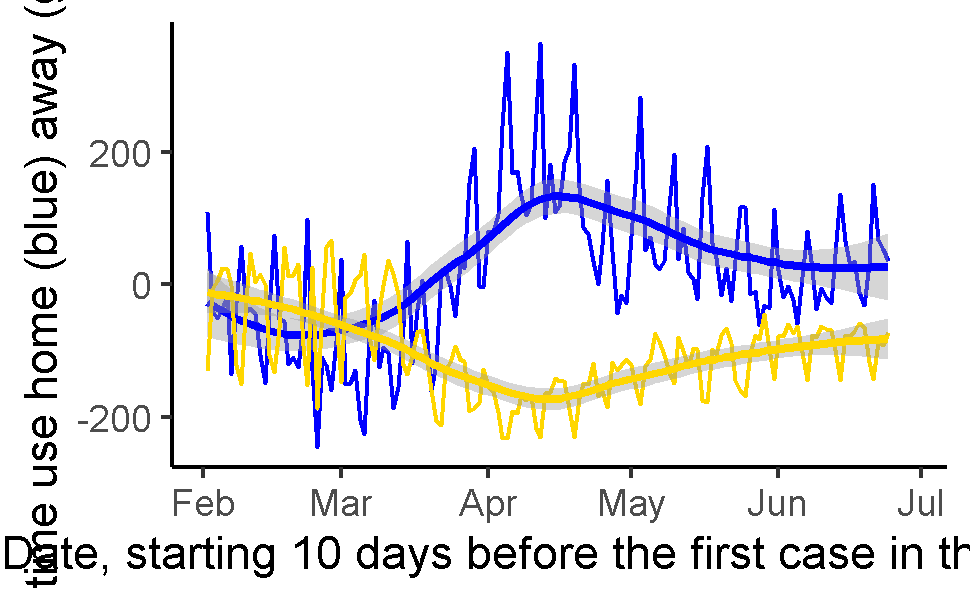 time use home (blue) away (
200
0
-200
Feb Mar Apr May Jun Jul
Date, starting 10 days before the first case in th